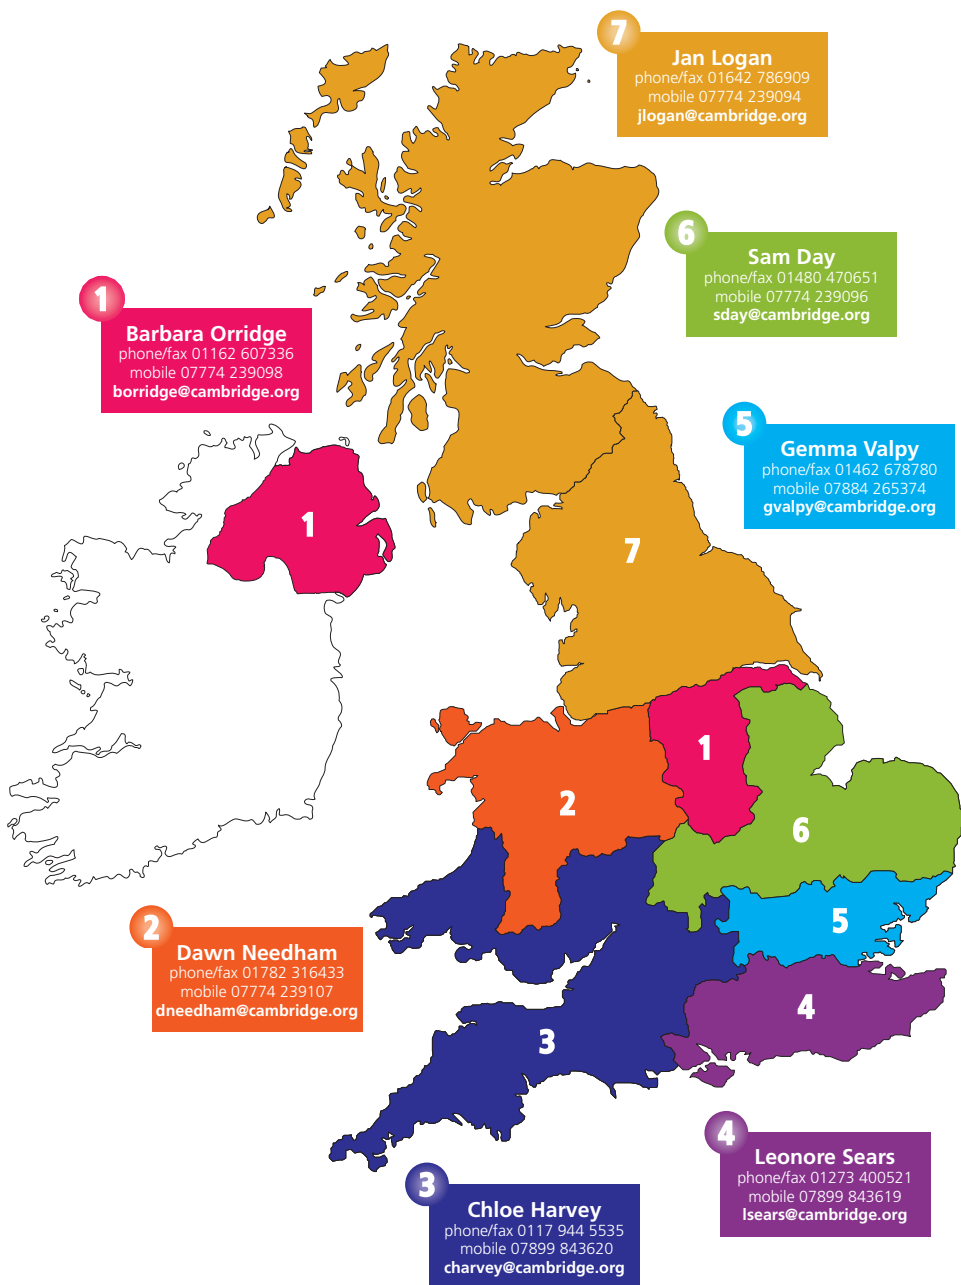 7
Jan Logan
phone/fax 01642 786909
mobile 07774 239094
jlogan@cambridge.org
6
Sam Day
phone/fax 01480 470651
mobile 07774 239096
sday@cambridge.org
1
Barbara Orridge
phone/fax 01162 607336
mobile 07774 239098
borridge@cambridge.org
5
Gemma Valpy
phone/fax 01462 678780
mobile 07884 265374
gvalpy@cambridge.org
1
7
1
2
6
5
2
Dawn Needham
phone/fax 01782 316433
mobile 07774 239107
dneedham@cambridge.org
4
3
4
Leonore Sears
phone/fax 01273 400521
mobile 07899 843619
lsears@cambridge.org
3
Chloe Harvey
phone/fax 0117 944 5535
mobile 07899 843620
charvey@cambridge.org